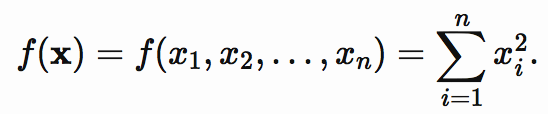 f(𝐱) = f(x₁, x₂, . . . , xₙ) = ∑ᵢ₌₁ⁿ xᵢ².